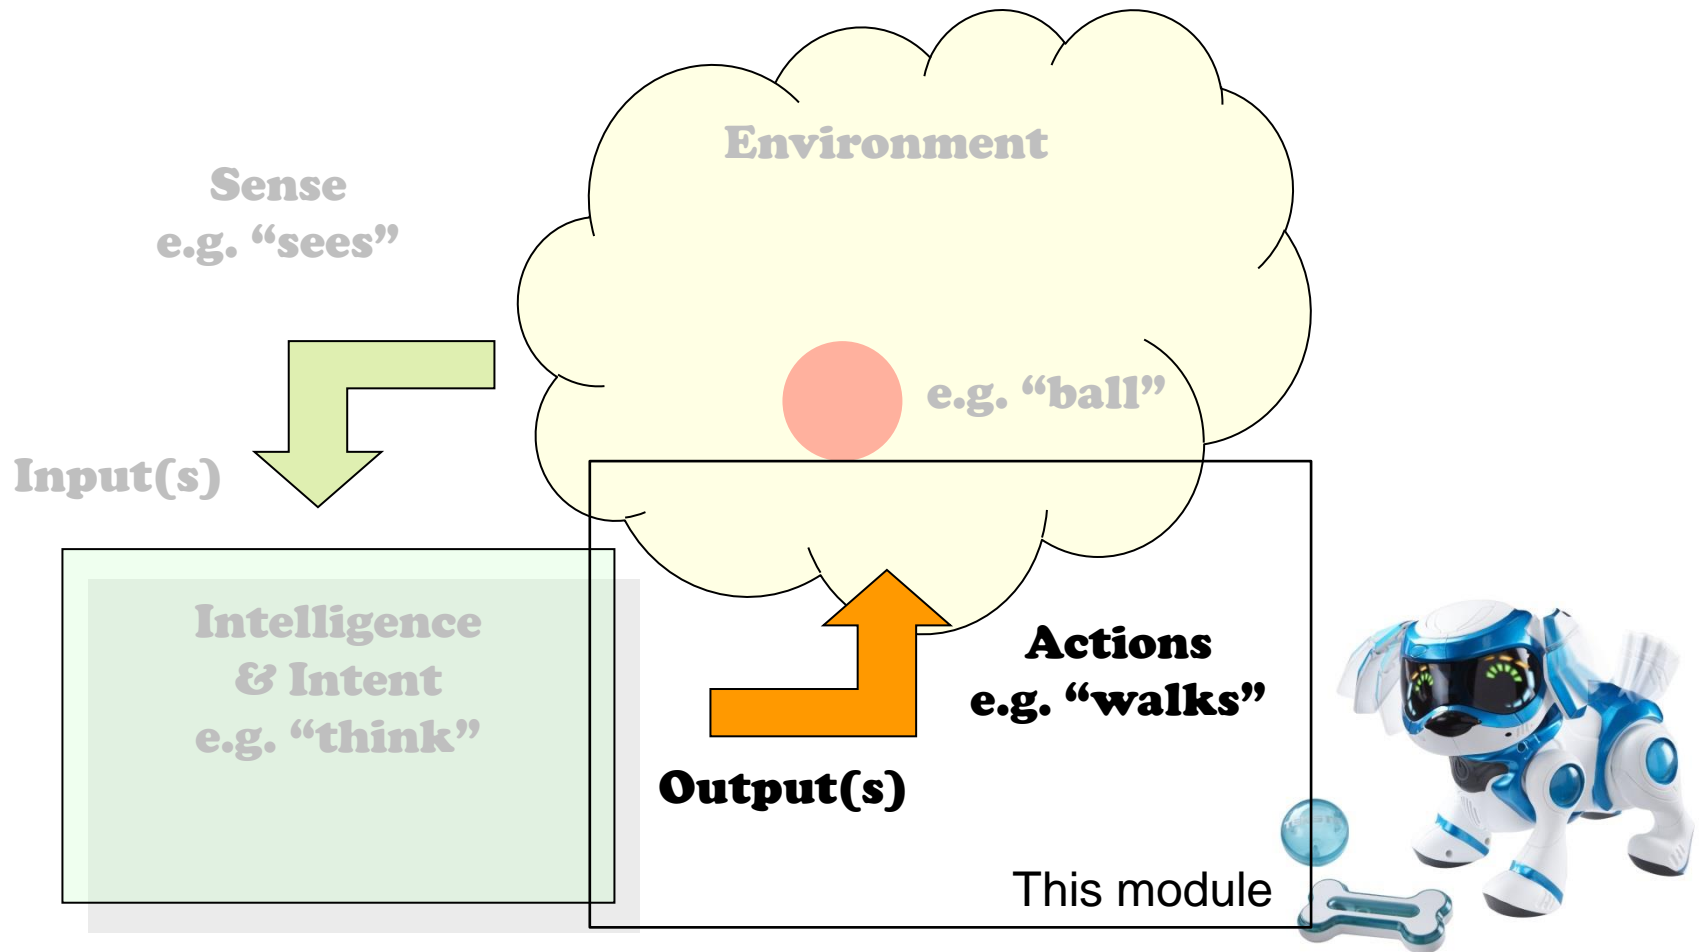 Environment
Sense
e.g. “sees”
e.g. “ball”
Input(s)
Intelligence
& Intent
e.g. “think”
Actions
e.g. “walks”
Output(s)
This module